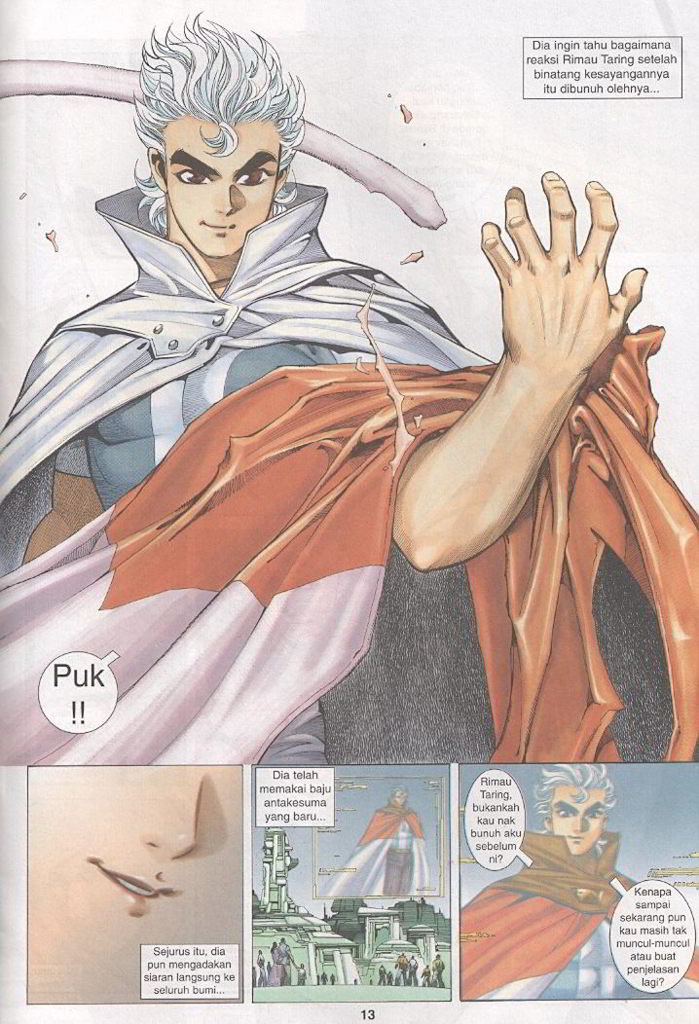 Dia ingin tahu bagaimana
reaksi Rimau Taring setelah
binatang kesayangannya
itu dibunuh olehnya...
Puk
!!
Sejurus itu, dia
pun mengadakan
siaran langsung ke
seluruh bumi...
Dia telah
memakai baju
antakesuma
yang baru...
Rimau
Taring,
bukankah
kau nak
bunuh aku
sebelum
ni?
Kenapa
sampai
sekarang pun
kau masih tak
muncul-muncul
atau buat
penjelasan
lagi?
13